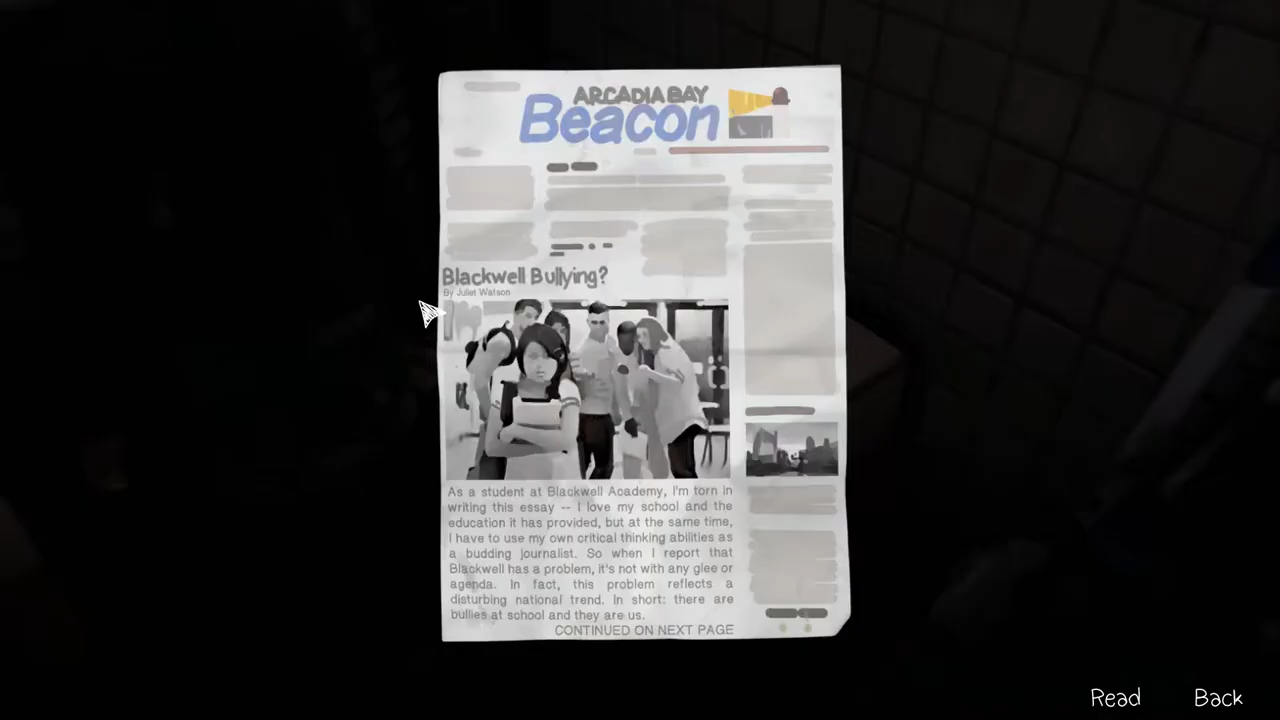 ARCADIA BAY
Beacon
Blackwell Bullying?
By Juliet Watson
As a student at Blackwell Academy, I'm torn in
writing this essay -- I love my school and the
education it has provided, but at the same time,
I have to use my own critical thinking abilities as
a budding journalist. So when I report that
Blackwell has a problem, it's not with any glee or
agenda. In fact, this problem reflects a
disturbing national trend. In short: there are
bullies at school and they are us.
CONTINUED ON NEXT PAGE
Read
Back